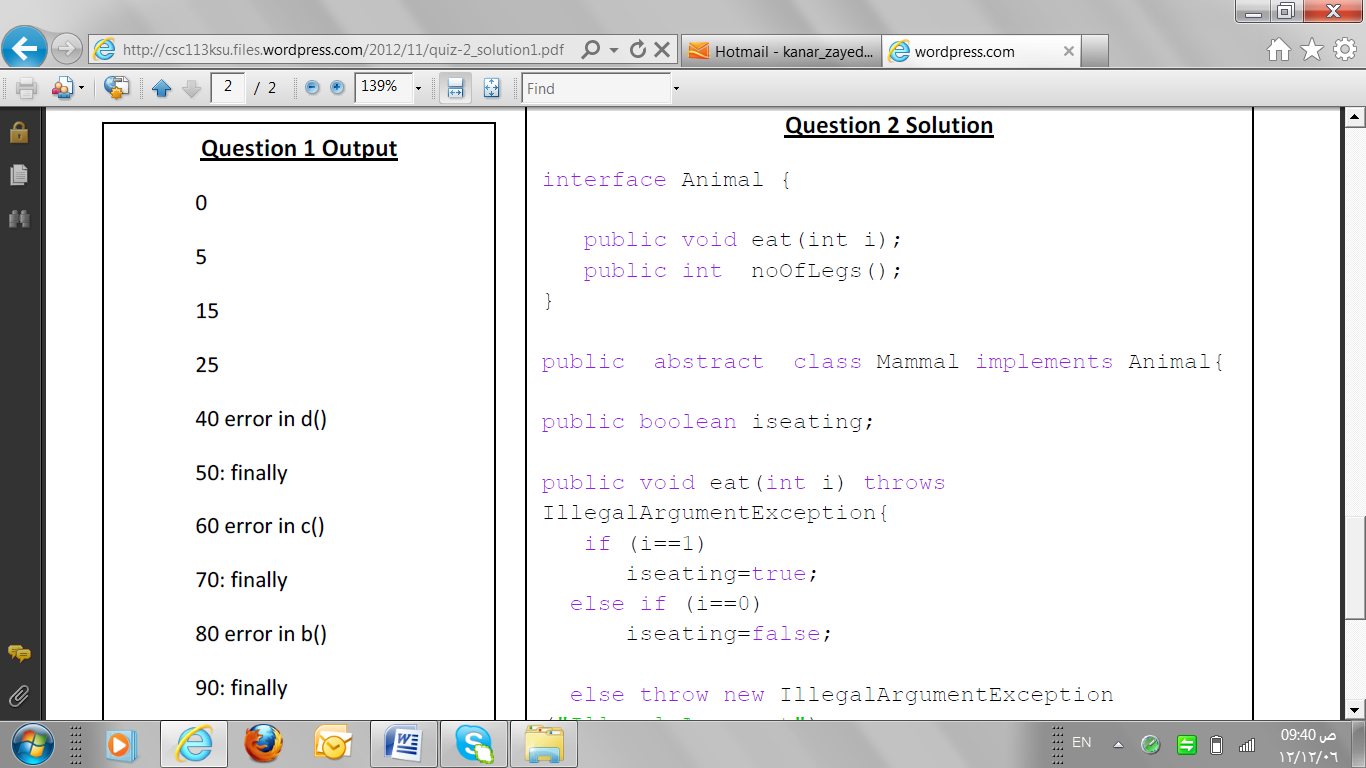 http://csc113ksu.files.wordpress.com/2012/11/quiz-2_solution1.pdf
Hotmail - kanar_zayed...
wordpress.com
2 / 2
139%
Find
Question 1 Output
0
5
15
25
40 error in d()
50: finally
60 error in c()
70: finally
80 error in b()
90: finally
Question 2 Solution
interface Animal {
public void eat(int i);
public int noOfLegs();
}
public abstract class Mammal implements Animal{
public boolean iseating;
public void eat(int i) throws
IllegalArgumentException{
if (i==1)
iseating=true;
else if (i==0)
iseating=false;
else throw new IllegalArgumentException
EN
09:40 ص
١٢/١٢/٠٦